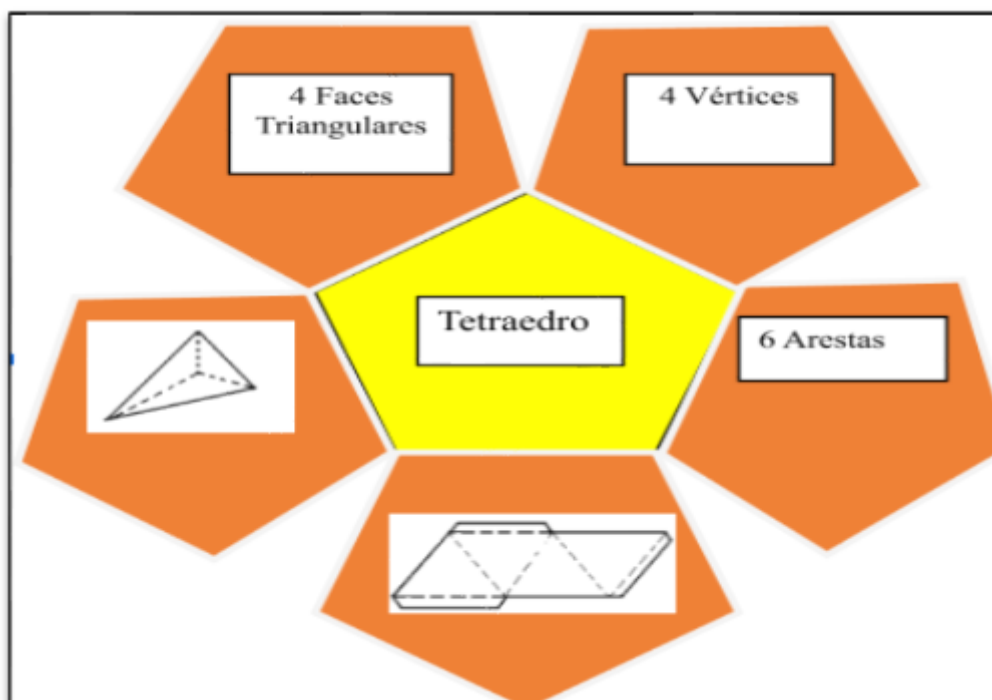 4 Faces
Triangulares
4 Vértices
Tetraedro
6 Arestas